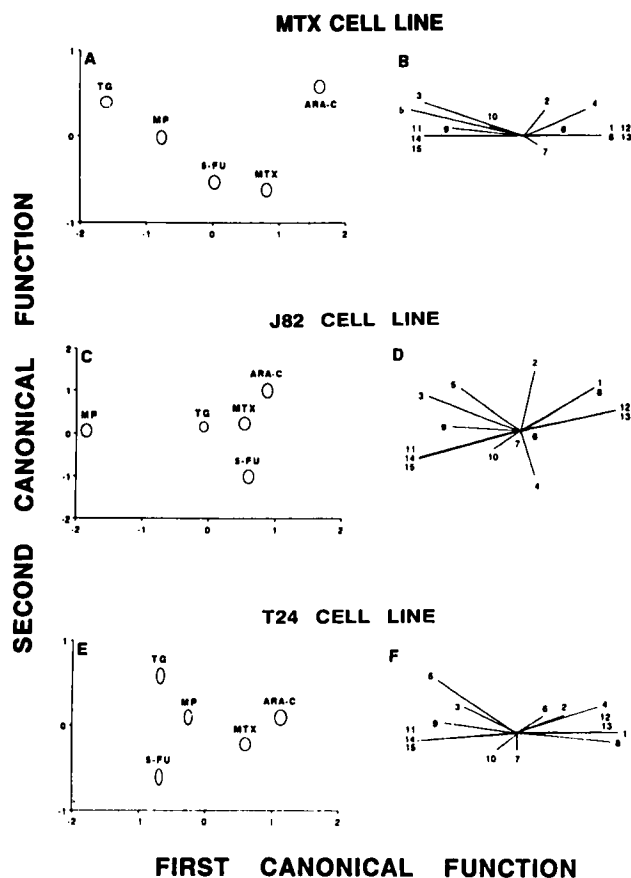 MTX CELL LINE
A
1
TG
MP
5-FU
MTX
ARA-C
0
-1
-2 -1 0 1 2
B
3
5
10
2
4
11
14
15
9
7
1 12
8 13
J82 CELL LINE
C
2
1
0
-1
-2
MP
TG
MTX
ARA-C
5-FU
-2 -1 0 1 2
D
2
5
3
1
8
12
13
9
7
6
10
11
14
15
4
T24 CELL LINE
E
1
0
-1
TG
MP
ARA-C
MTX
5-FU
-2 -1 0 1 2
F
3
6
2
4
9
12
13
11
14
15
1
8
10
7
SECOND CANONICAL FUNCTION
FIRST CANONICAL FUNCTION